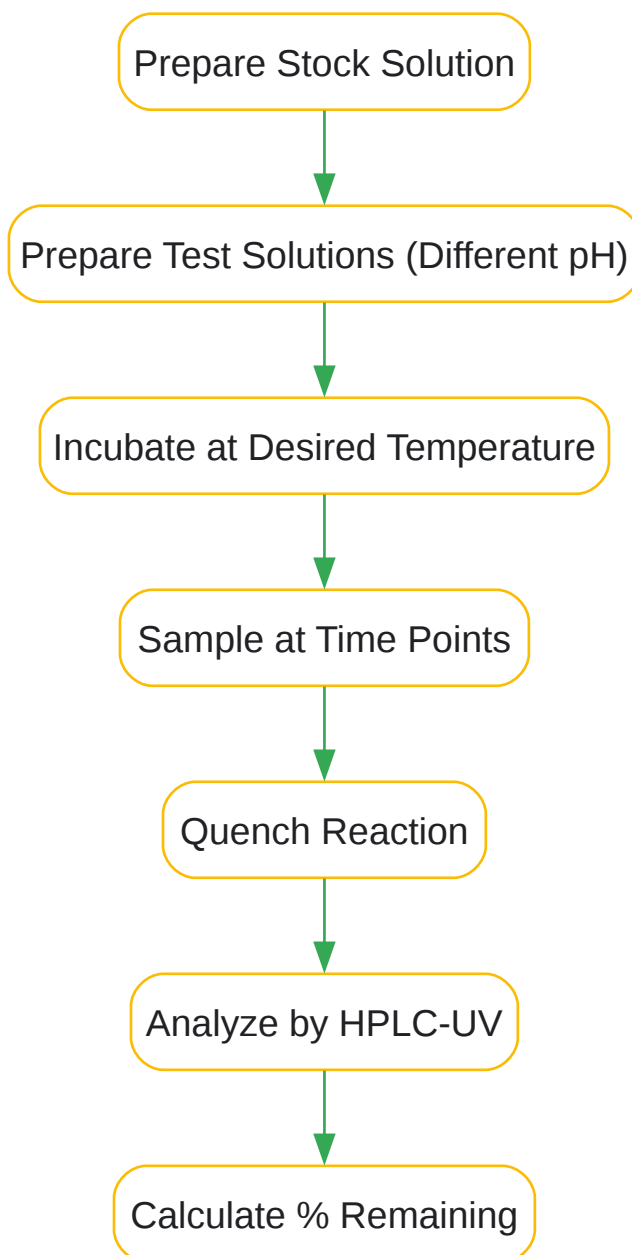 Prepare Stock Solution
Prepare Test Solutions (Different pH)
Incubate at Desired Temperature
Sample at Time Points
Quench Reaction
Analyze by HPLC-UV
Calculate % Remaining